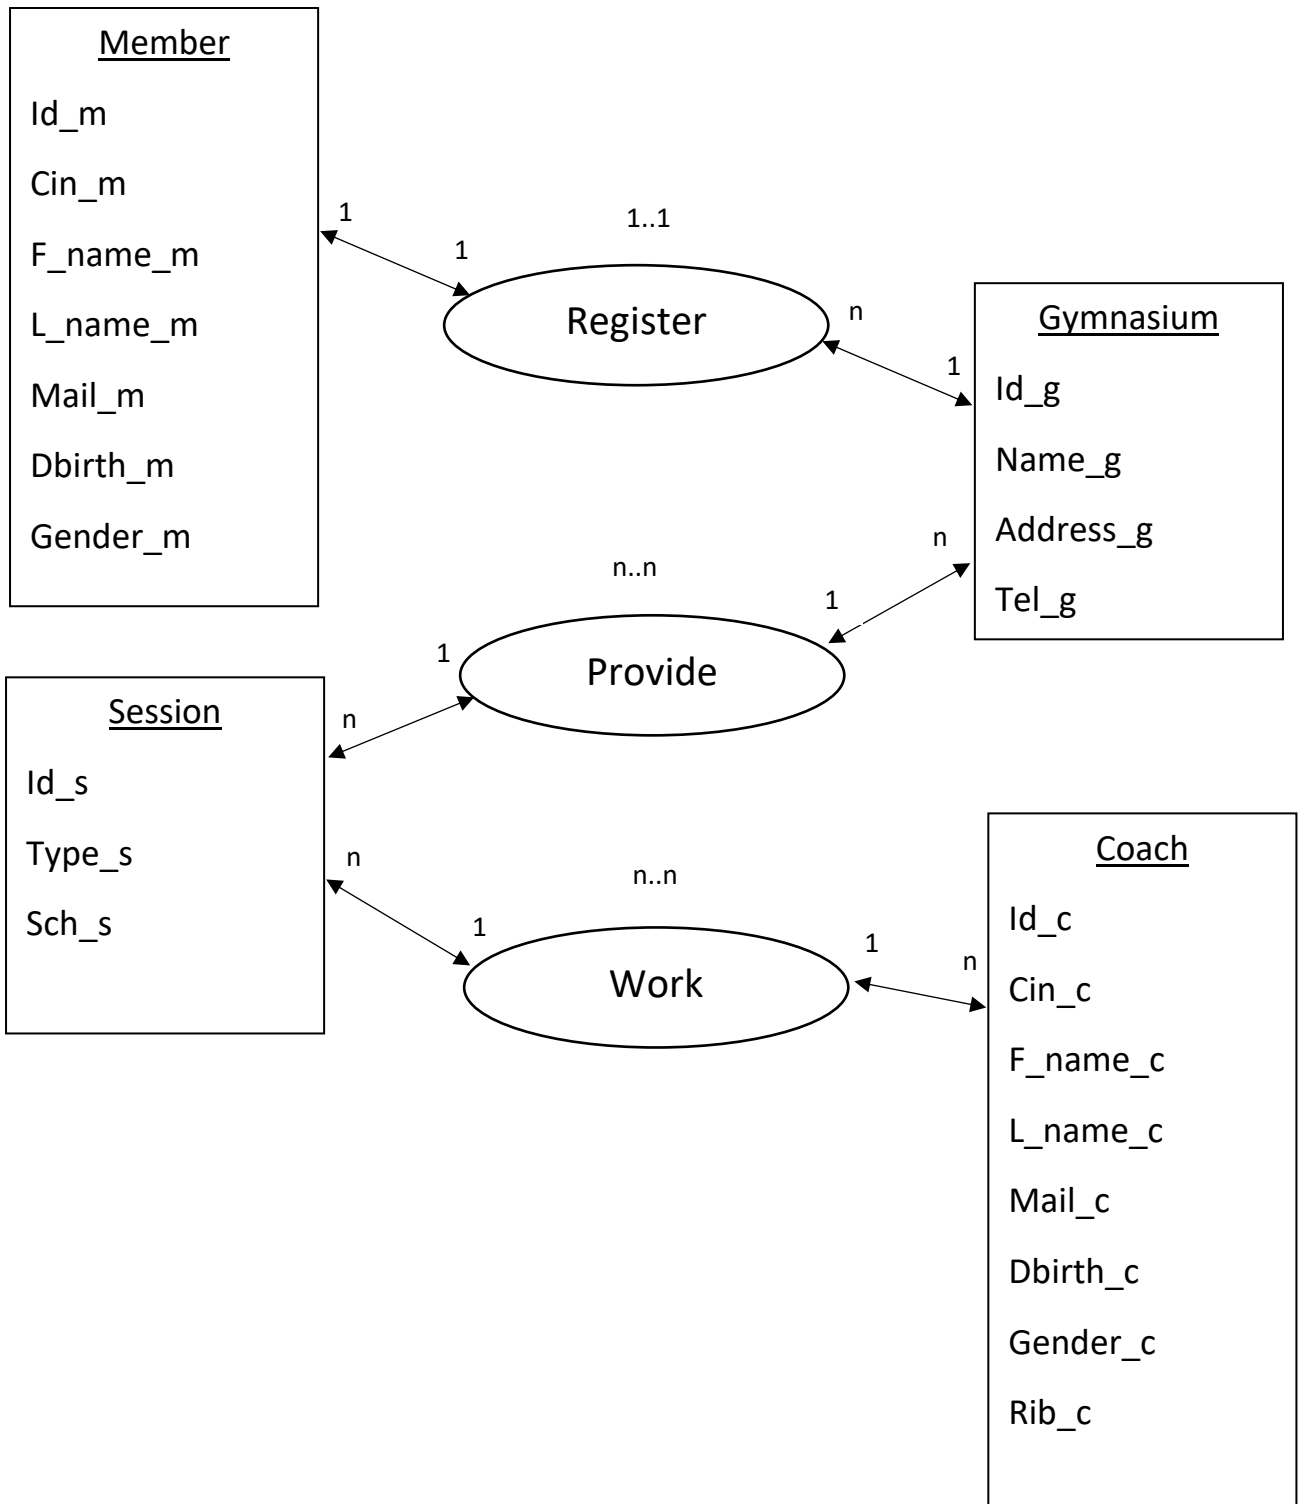 Member
Id_m
Cin_m
F_name_m
L_name_m
Mail_m
Dbirth_m
Gender_m
1
1
1..1
Register
n
1
Gymnasium
Id_g
Name_g
Address_g
Tel_g
n
1
n..n
Provide
1
n
Session
Id_s
Type_s
Sch_s
n
1
n..n
Work
1
n
Coach
Id_c
Cin_c
F_name_c
L_name_c
Mail_c
Dbirth_c
Gender_c
Rib_c